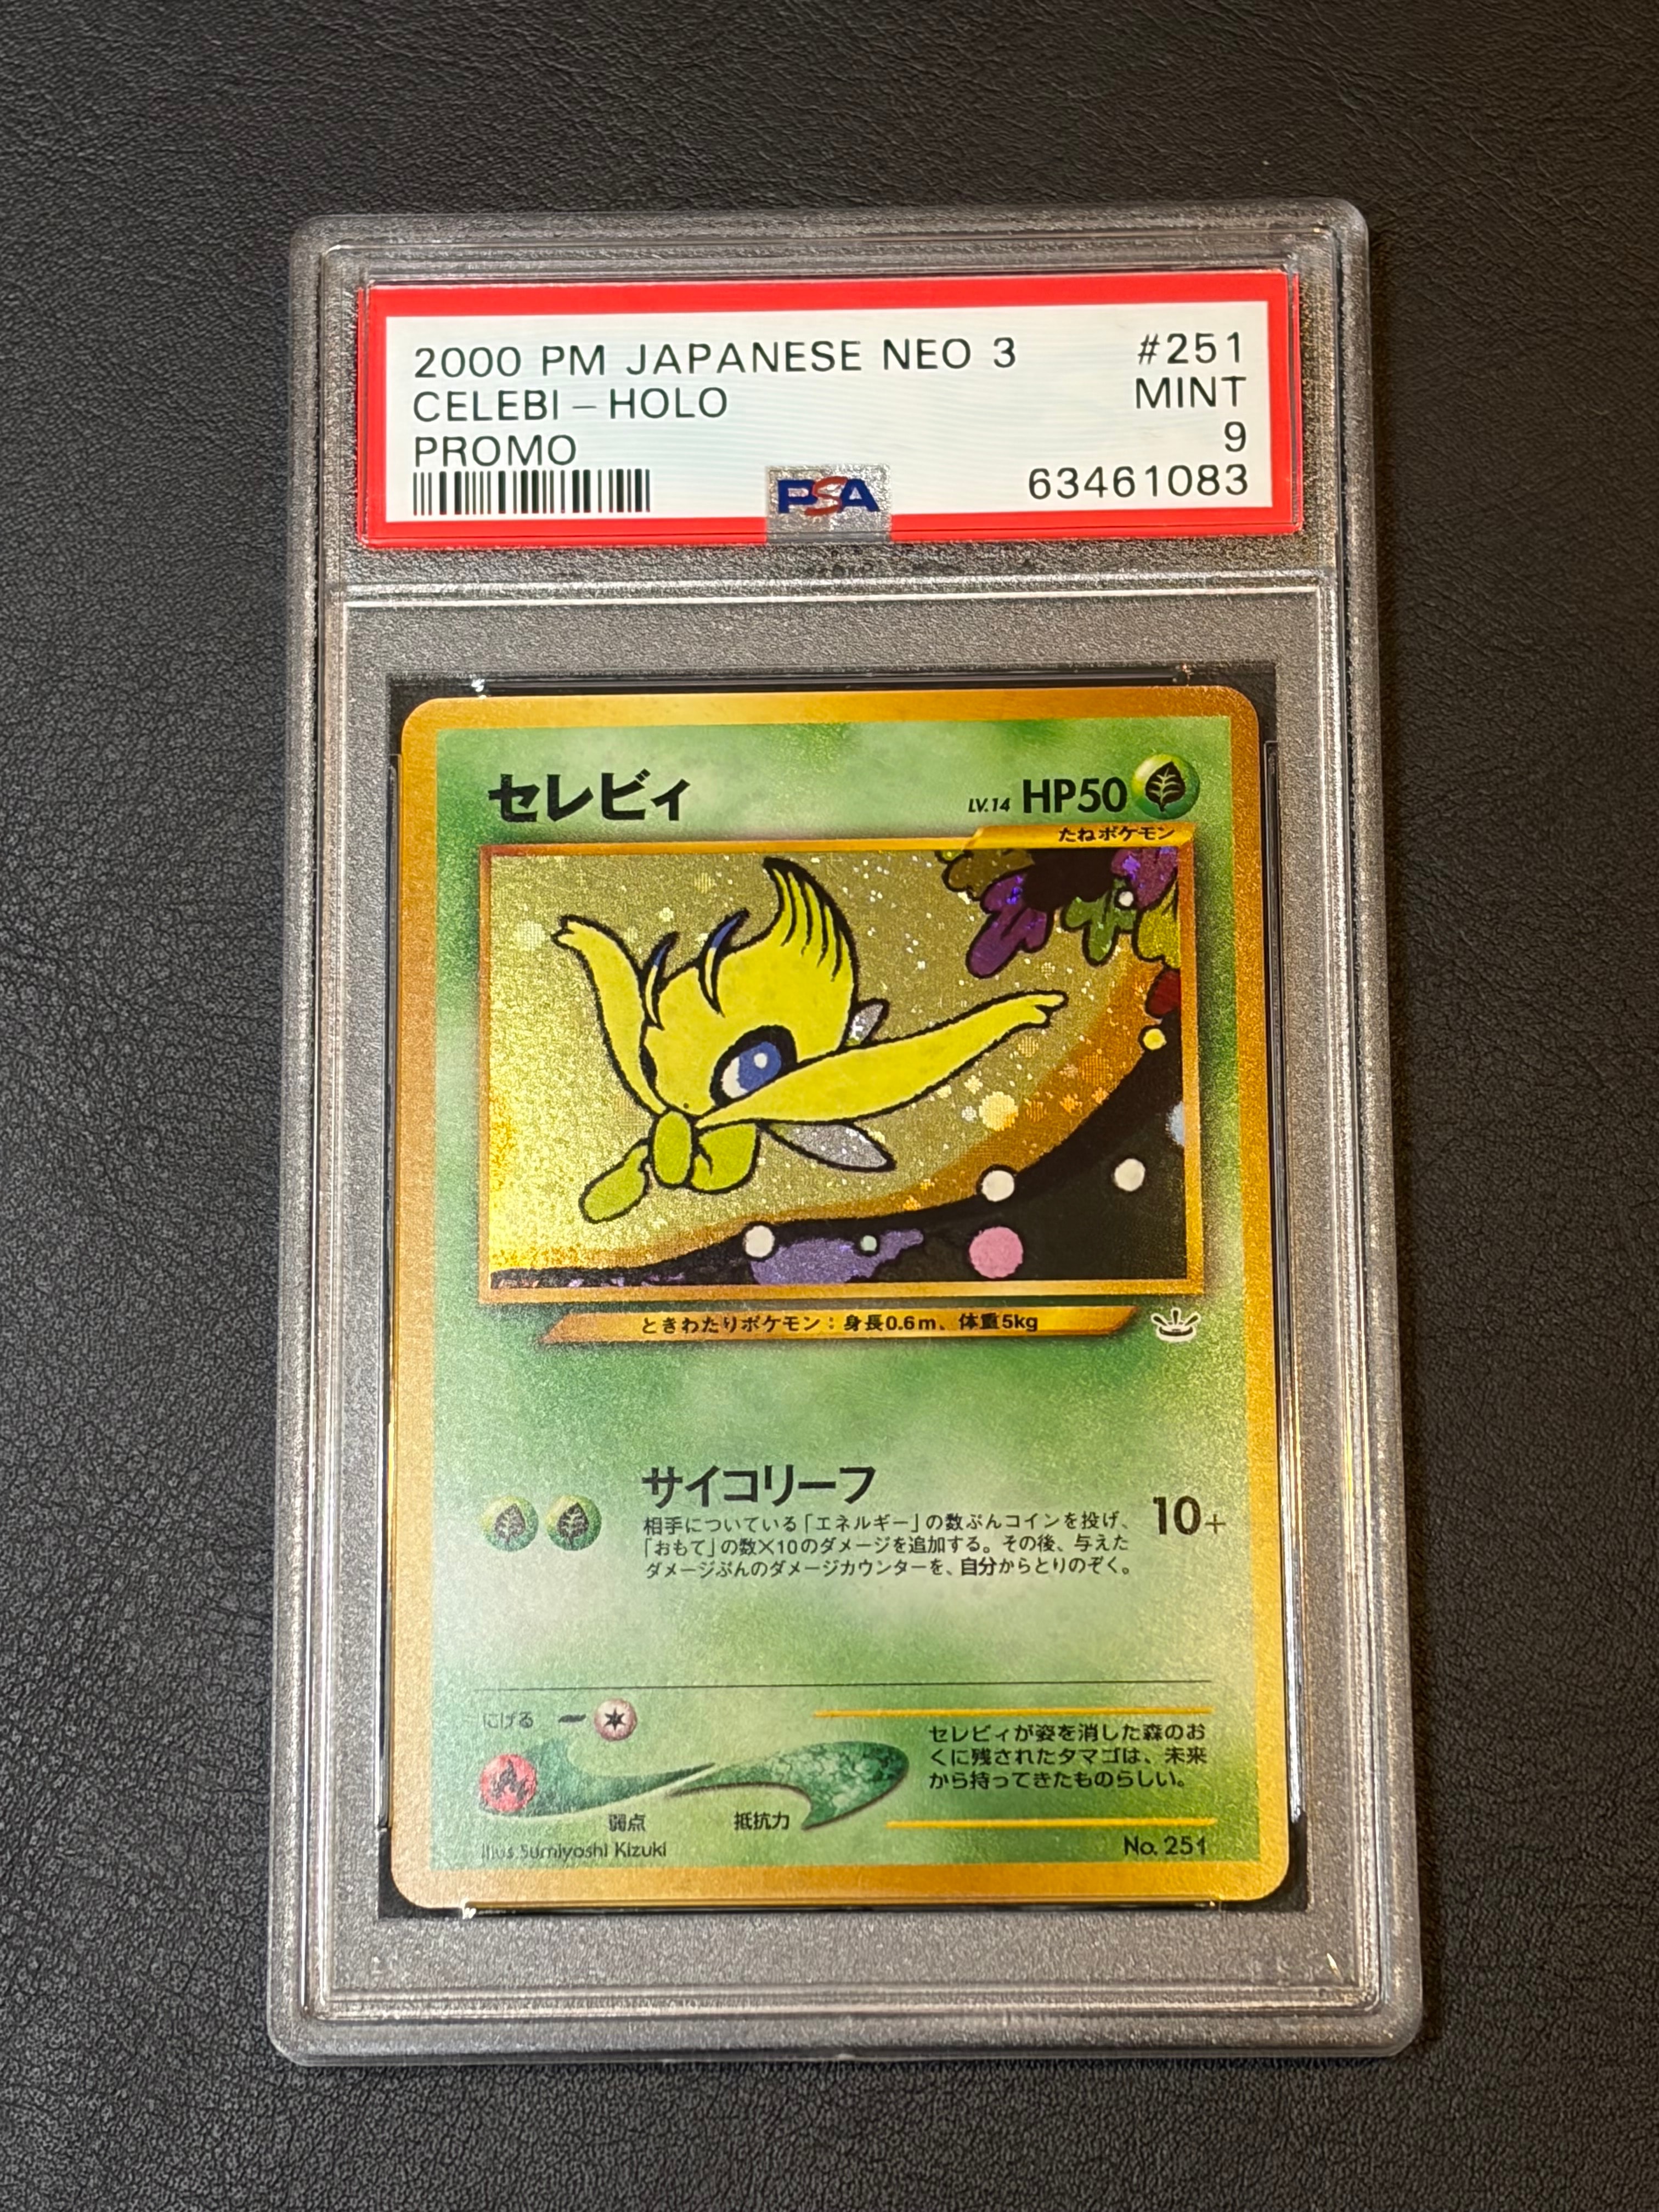 2000 PM JAPANESE NEO 3 #251
CELEBI - HOLO MINT
PROMO 9
PSA 63461083
セレビィ LV.14 HP50
たねポケモン
ときわたりポケモン：身長0.6m、体重5kg
サイコリーフ 10+
相手についている「エネルギー」の数ぶんコインを投げ、
「おもて」の数×10のダメージを追加する。その後、与えた
ダメージぶんのダメージカウンターを、自分からとりのぞく。
にげる
セレビィが姿を消した森のお
くに残されたタマゴは、未来
から持ってきたものらしい。
弱点 抵抗力
Illus. Sumiyoshi Kizuki No. 251